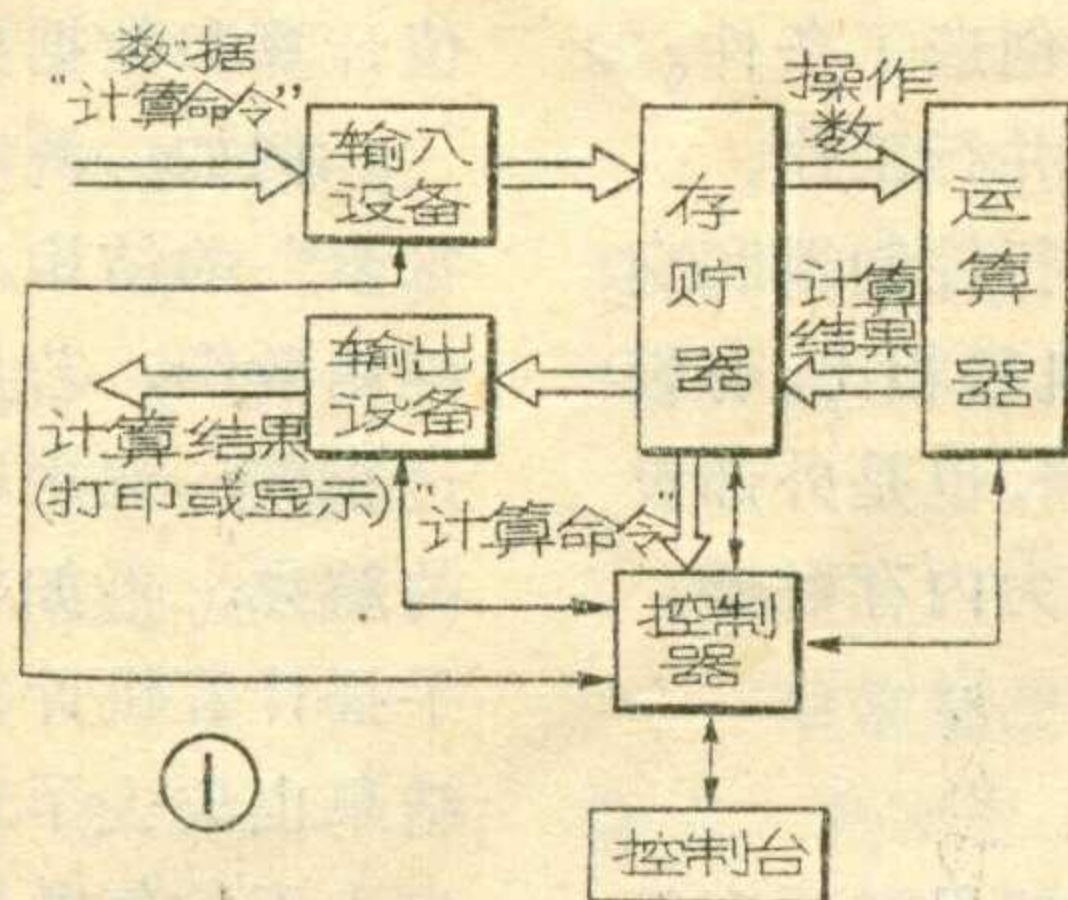 数据
“计算命令”
输入
设备
存
贮
器
操作
数
运
算
器
计算
结果
输出
设备
计算结果
(打印或显示)
“计算命令”
控制
器
①
控制台